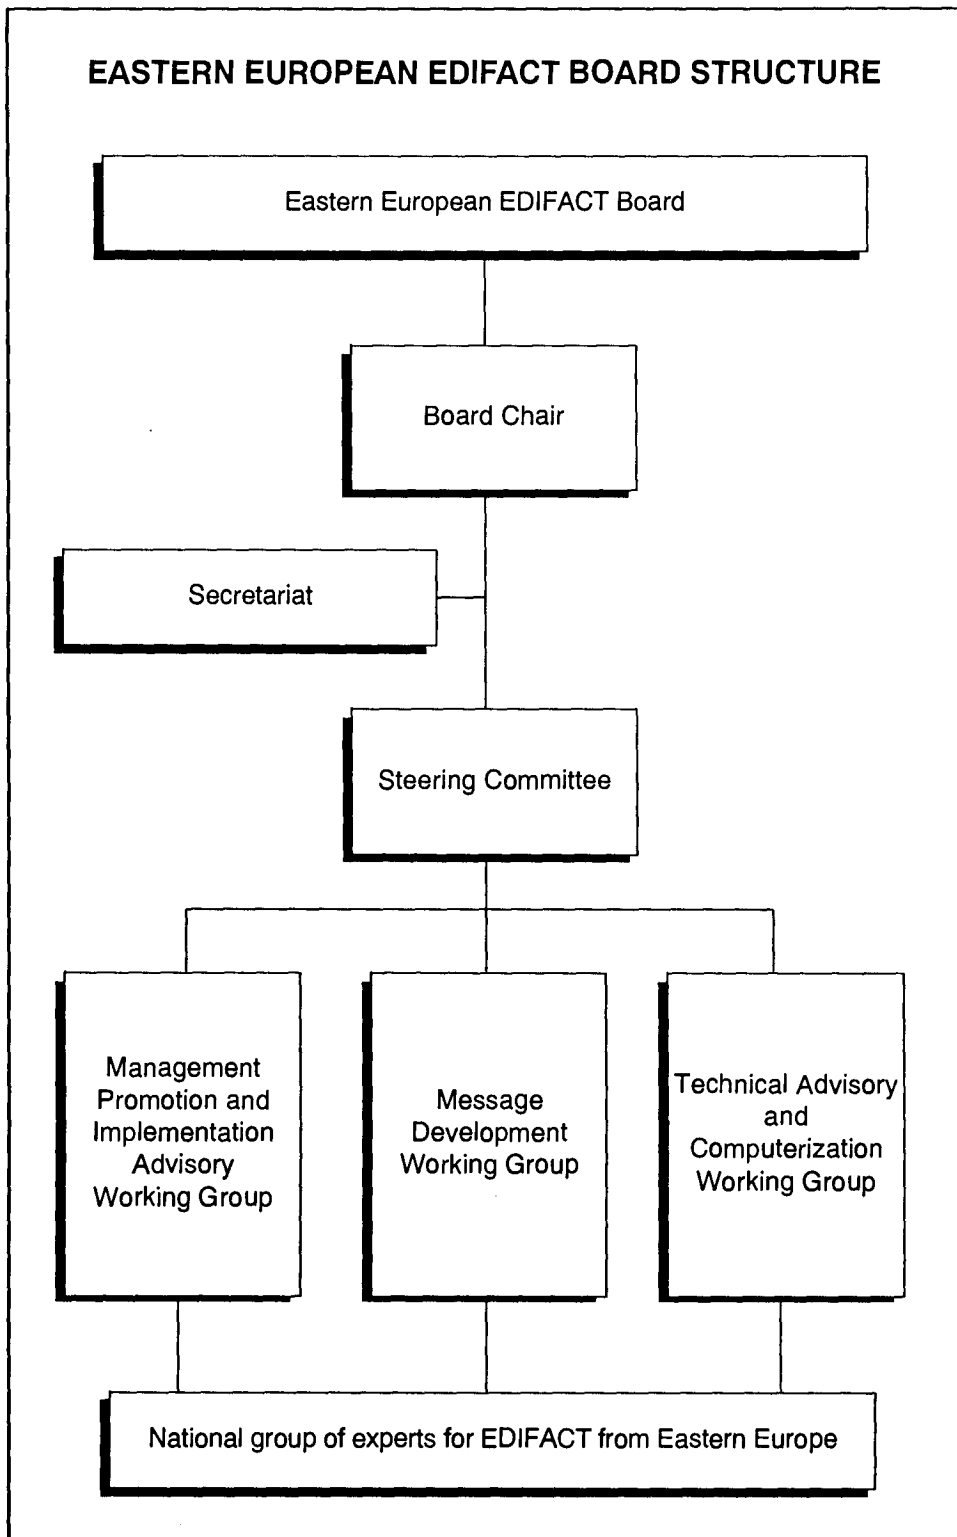 EASTERN EUROPEAN EDIFACT BOARD STRUCTURE
Eastern European EDIFACT Board
Board Chair
Secretariat
Steering Committee
Management
Promotion and
Implementation
Advisory
Working Group
Message
Development
Working Group
Technical Advisory
and
Computerization
Working Group
National group of experts for EDIFACT from Eastern Europe